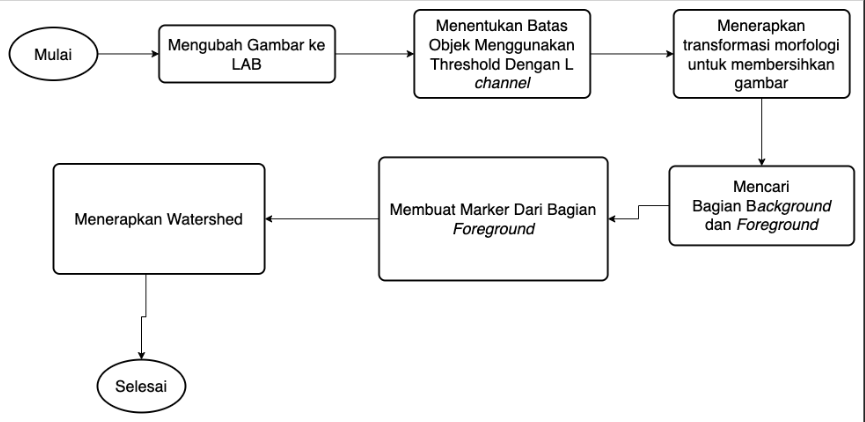 Mulai
Mengubah Gambar ke
LAB
Menentukan Batas
Objek Menggunakan
Threshold Dengan L
channel
Menerapkan
transformasi morfologi
untuk membersihkan
gambar
Mencari
Bagian Background
dan Foreground
Membuat Marker Dari Bagian
Foreground
Menerapkan Watershed
Selesai